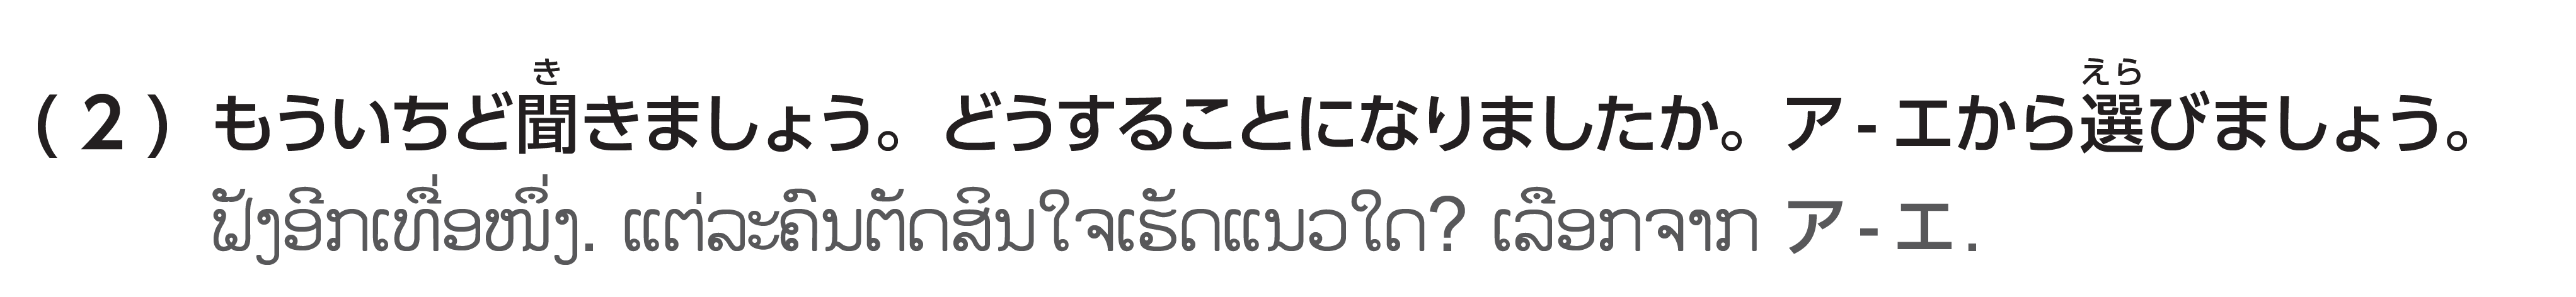 ( 2 ) もういちど聞きましょう。どうすることになりましたか。ア - エから選びましょう。
ຟັງອີກເທື່ອໜຶ່ງ. ແຕ່ລະຄົນຕັດສິນໃຈເຮັດແນວໃດ? ເລືອກຈາກ ア - エ.